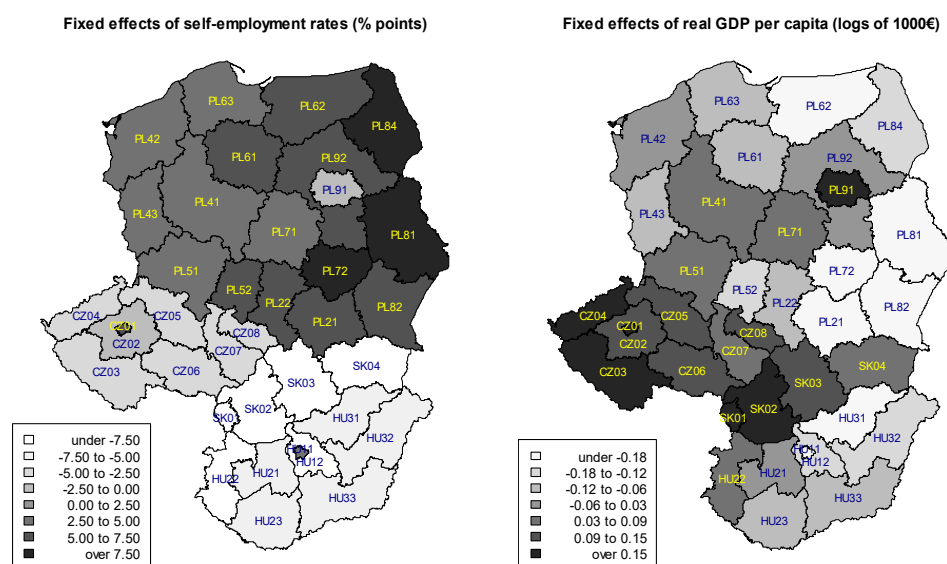 Fixed effects of self-employment rates (% points)
PL63
PL62
PL84
PL42
PL61
PL92
PL91
PL43
PL41
PL71
PL81
PL72
PL51
PL52
PL22
PL21
PL82
CZ04
CZ01
CZ05
CZ02
CZ08
CZ07
CZ03
CZ06
SK03
SK04
SK01
SK02
HU31
HU32
HU11
HU12
HU22
HU21
HU33
HU23
under -7.50
-7.50 to -5.00
-5.00 to -2.50
-2.50 to 0.00
0.00 to 2.50
2.50 to 5.00
5.00 to 7.50
over 7.50
Fixed effects of real GDP per capita (logs of 1000€)
PL63
PL62
PL84
PL42
PL61
PL92
PL91
PL43
PL41
PL71
PL81
PL72
PL51
PL52
PL22
PL21
PL82
CZ04
CZ01
CZ05
CZ02
CZ08
CZ07
CZ03
CZ06
SK03
SK04
SK01
SK02
HU31
HU32
HU11
HU12
HU22
HU21
HU33
HU23
under -0.18
-0.18 to -0.12
-0.12 to -0.06
-0.06 to 0.03
0.03 to 0.09
0.09 to 0.15
over 0.15